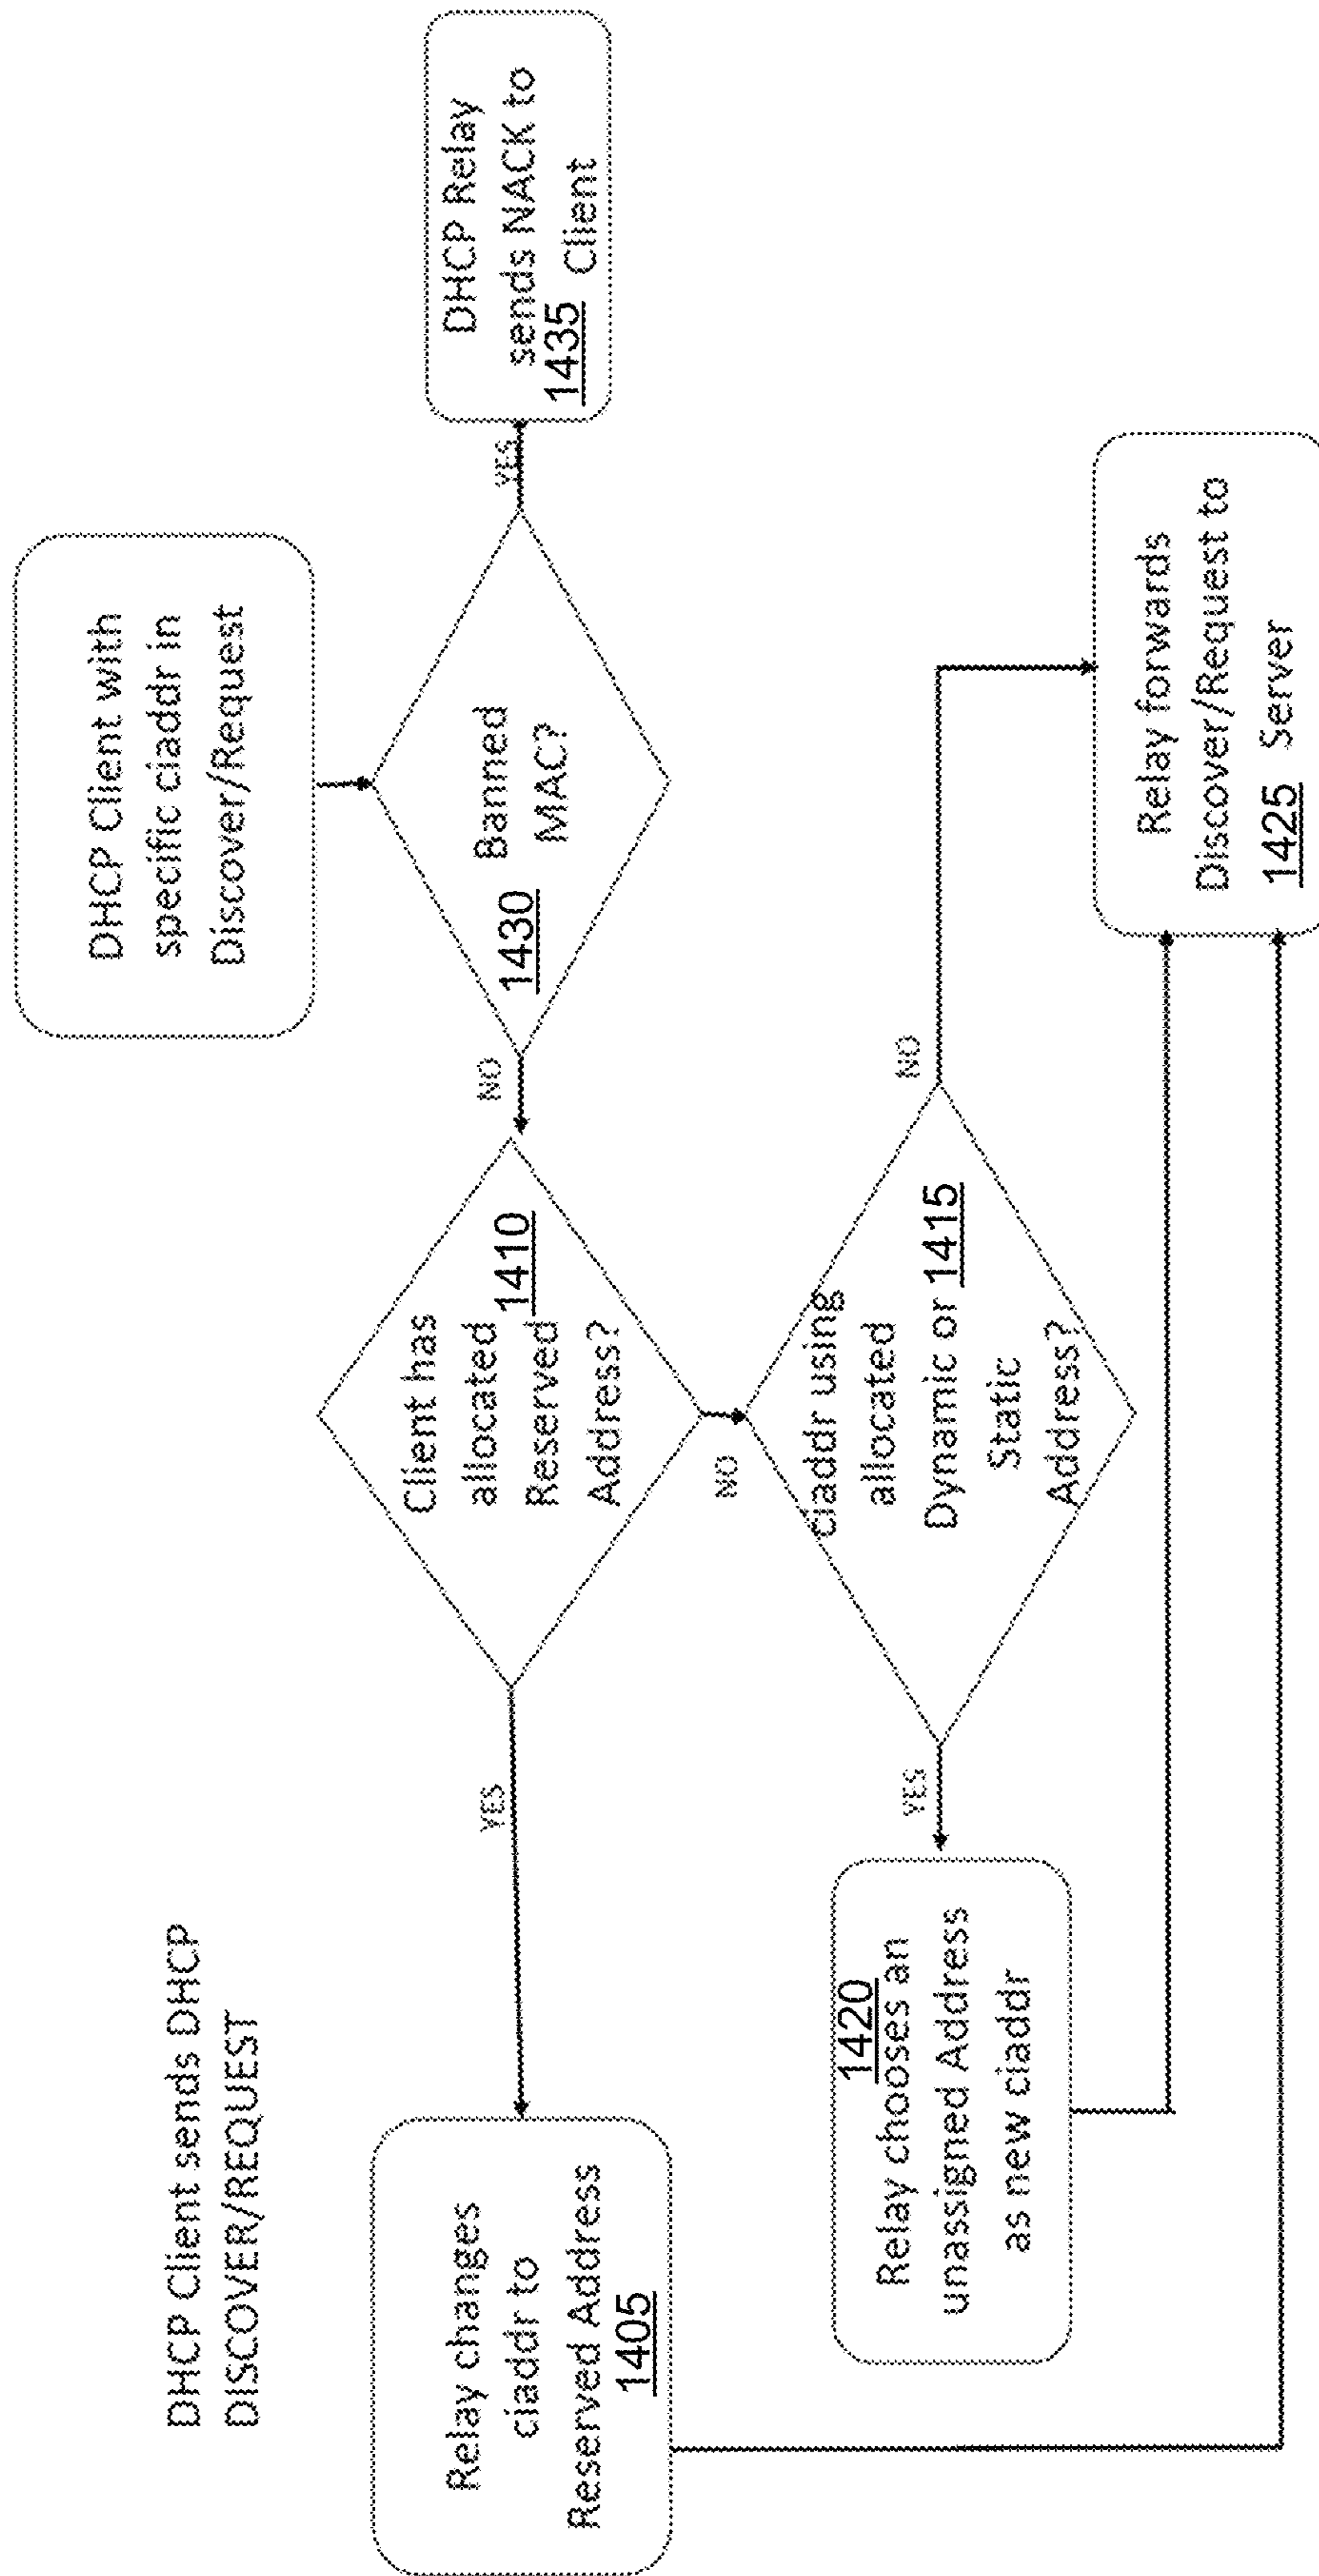 DHCP Client sends DHCP
DISCOVER/REQUEST
DHCP Client with
specific ciaddr in
Discover/Request
Banned
MAC?
1430
YES
DHCP Relay
sends NACK to
1435 Client
NO
Client has
allocated 1410
Reserved
Address?
YES
Relay changes
ciaddr to
Reserved Address
1405
NO
ciaddr using
allocated
Dynamic or 1415
Static
Address?
YES
1420
Relay chooses an
unassigned Address
as new ciaddr
NO
Relay forwards
Discover/Request to
1425 Server